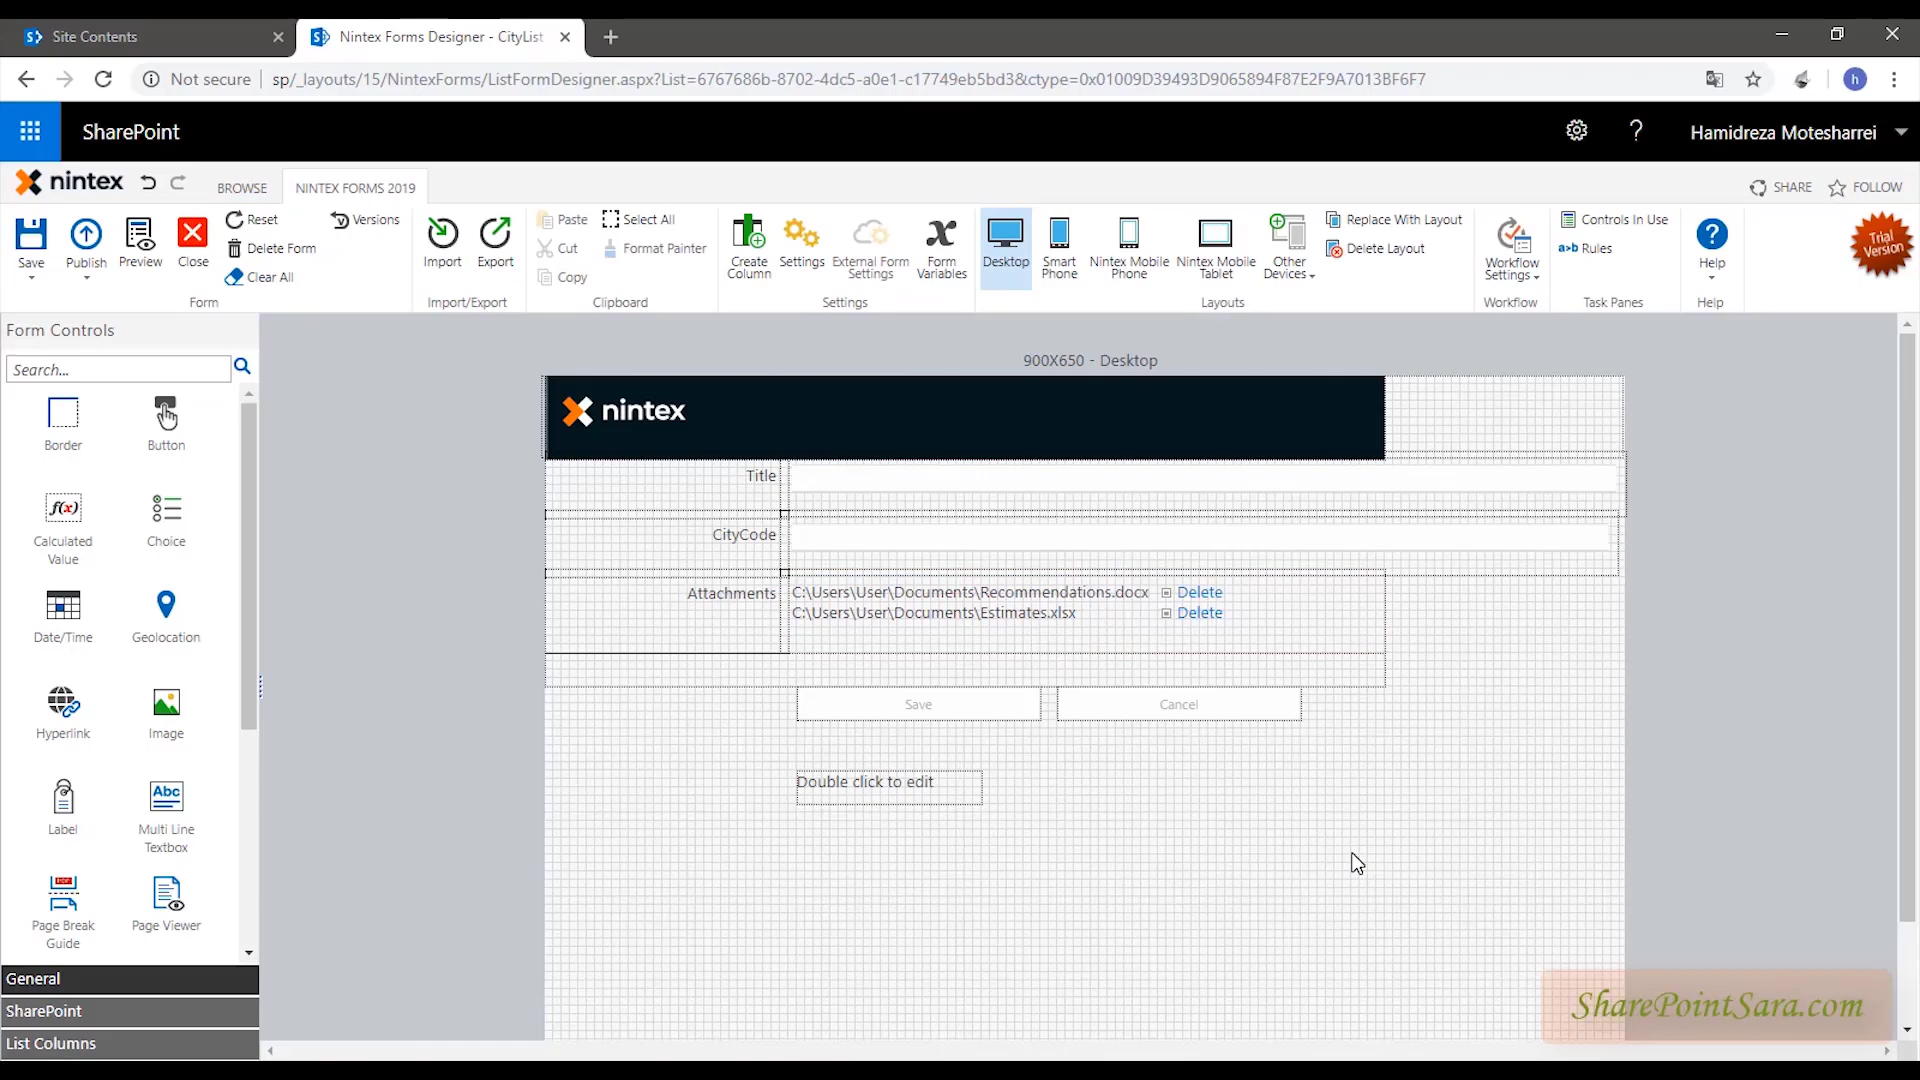 Site Contents
Nintex Forms Designer - CityList
Not secure
sp/_layouts/15/NintexForms/ListFormDesigner.aspx?List=6767686b-8702-4dc5-a0e1-c17749eb5bd3&ctype=0x01009D39493D9065894F87E2F9A7013BF6F7
h
SharePoint
?
Hamidreza Motesharrei
nintex
BROWSE
NINTEX FORMS 2019
SHARE
FOLLOW
Save
Publish
Preview
Close
Reset
Delete Form
Clear All
Versions
Form
Import
Export
Import/Export
Paste
Cut
Copy
Select All
Format Painter
Clipboard
Create Column
Settings
External Form Settings
Form Variables
Settings
Desktop
Smart Phone
Nintex Mobile Phone
Nintex Mobile Tablet
Other Devices
Replace With Layout
Delete Layout
Layouts
Workflow Settings
Workflow
Controls In Use
a»b Rules
Task Panes
Help
Help
Trial Version
Form Controls
Search...
Border
Button
f(x)
Calculated Value
Choice
Date/Time
Geolocation
Hyperlink
Image
Label
Abc
Multi Line Textbox
Page Break Guide
Page Viewer
General
SharePoint
List Columns
900X650 - Desktop
nintex
Title
CityCode
Attachments
C:\Users\User\Documents\Recommendations.docx Delete
C:\Users\User\Documents\Estimates.xlsx Delete
Save
Cancel
Double click to edit
SharePointSara.com